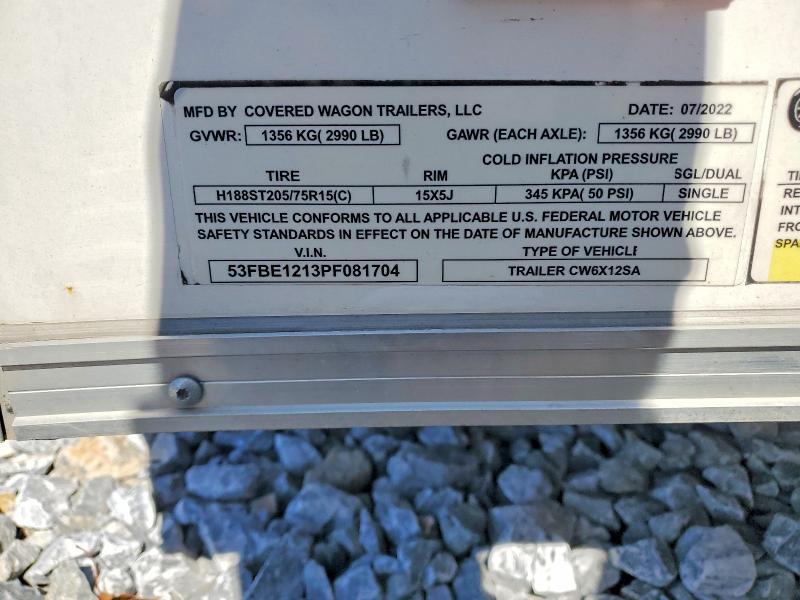 MFD BY COVERED WAGON TRAILERS, LLC DATE: 07/2022
GVWR: 1356 KG( 2990 LB) GAWR (EACH AXLE): 1356 KG( 2990 LB)
COLD INFLATION PRESSURE
TIRE RIM KPA (PSI) SGL/DUAL
H188ST205/75R15(C) 15X5J 345 KPA( 50 PSI) SINGLE
THIS VEHICLE CONFORMS TO ALL APPLICABLE U.S. FEDERAL MOTOR VEHICLE
SAFETY STANDARDS IN EFFECT ON THE DATE OF MANUFACTURE SHOWN ABOVE.
V.I.N. TYPE OF VEHICLE
53FBE1213PF081704 TRAILER CW6X12SA